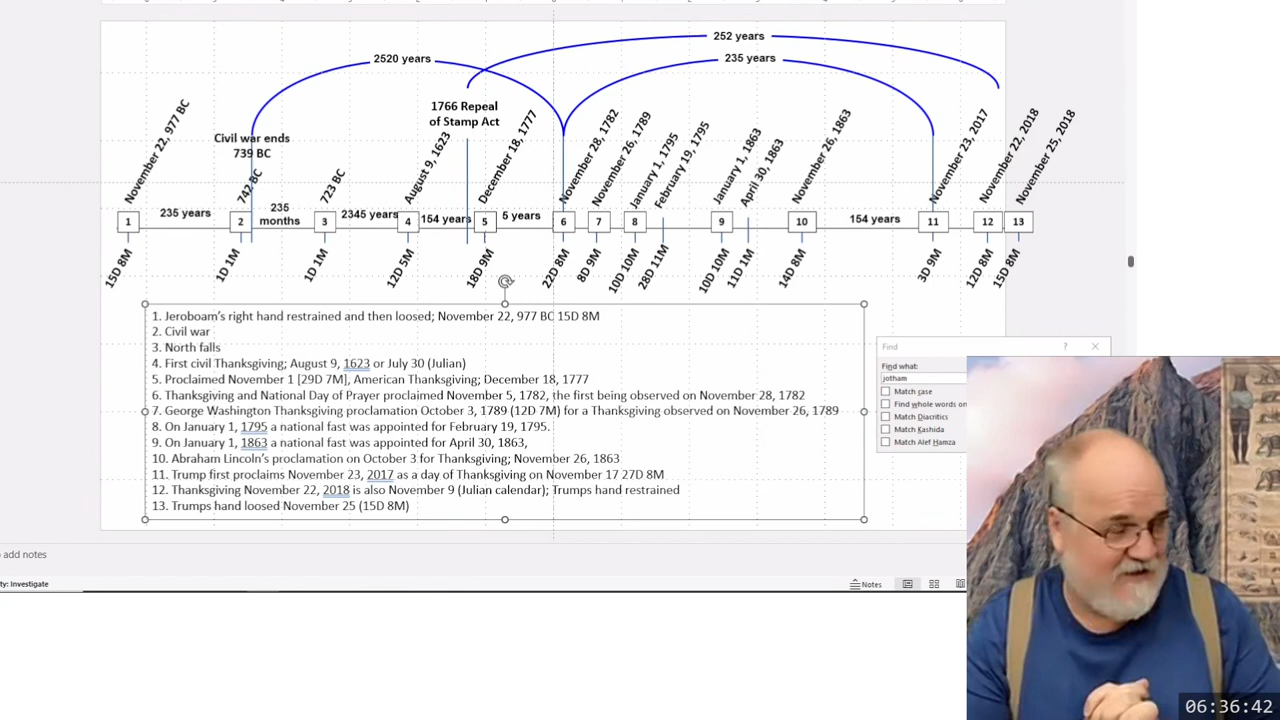 252 years
2520 years
235 years
1766 Repeal
of Stamp Act
Civil war ends
739 BC
November 22, 977 BC
742 BC
723 BC
August 9, 1623
December 18, 1777
November 28, 1782
November 26, 1789
January 1, 1795
February 19, 1795
January 1, 1863
April 30, 1863
November 26, 1863
November 23, 2017
November 22, 2018
November 25, 2018
235 years
235
months
2345 years
154 years
5 years
154 years
1 2 3 4 5 6 7 8 9 10 11 12 13
15D 8M
1D 1M
1D 1M
12D 5M
18D 9M
22D 8M
8D 9M
10D 10M
28D 11M
10D 10M
11D 1M
14D 8M
3D 9M
12D 8M
15D 8M
1. Jeroboam's right hand restrained and then loosed; November 22, 977 BC 15D 8M
2. Civil war
3. North falls
4. First civil Thanksgiving; August 9, 1623 or July 30 (Julian)
5. Proclaimed November 1 [29D 7M], American Thanksgiving; December 18, 1777
6. Thanksgiving and National Day of Prayer proclaimed November 5, 1782, the first being observed on November 28, 1782
7. George Washington Thanksgiving proclamation October 3, 1789 (12D 7M) for a Thanksgiving observed on November 26, 1789
8. On January 1, 1795 a national fast was appointed for February 19, 1795.
9. On January 1, 1863 a national fast was appointed for April 30, 1863,
10. Abraham Lincoln's proclamation on October 3 for Thanksgiving; November 26, 1863
11. Trump first proclaims November 23, 2017 as a day of Thanksgiving on November 17 27D 8M
12. Thanksgiving November 22, 2018 is also November 9 (Julian calendar); Trumps hand restrained
13. Trumps hand loosed November 25 (15D 8M)
Find ?
Find what:
jotham
Match case
Find whole words on
Match Diacritics
Match Kashida
Match Alef Hamza
add notes
ty: Investigate
Notes
06:36:42